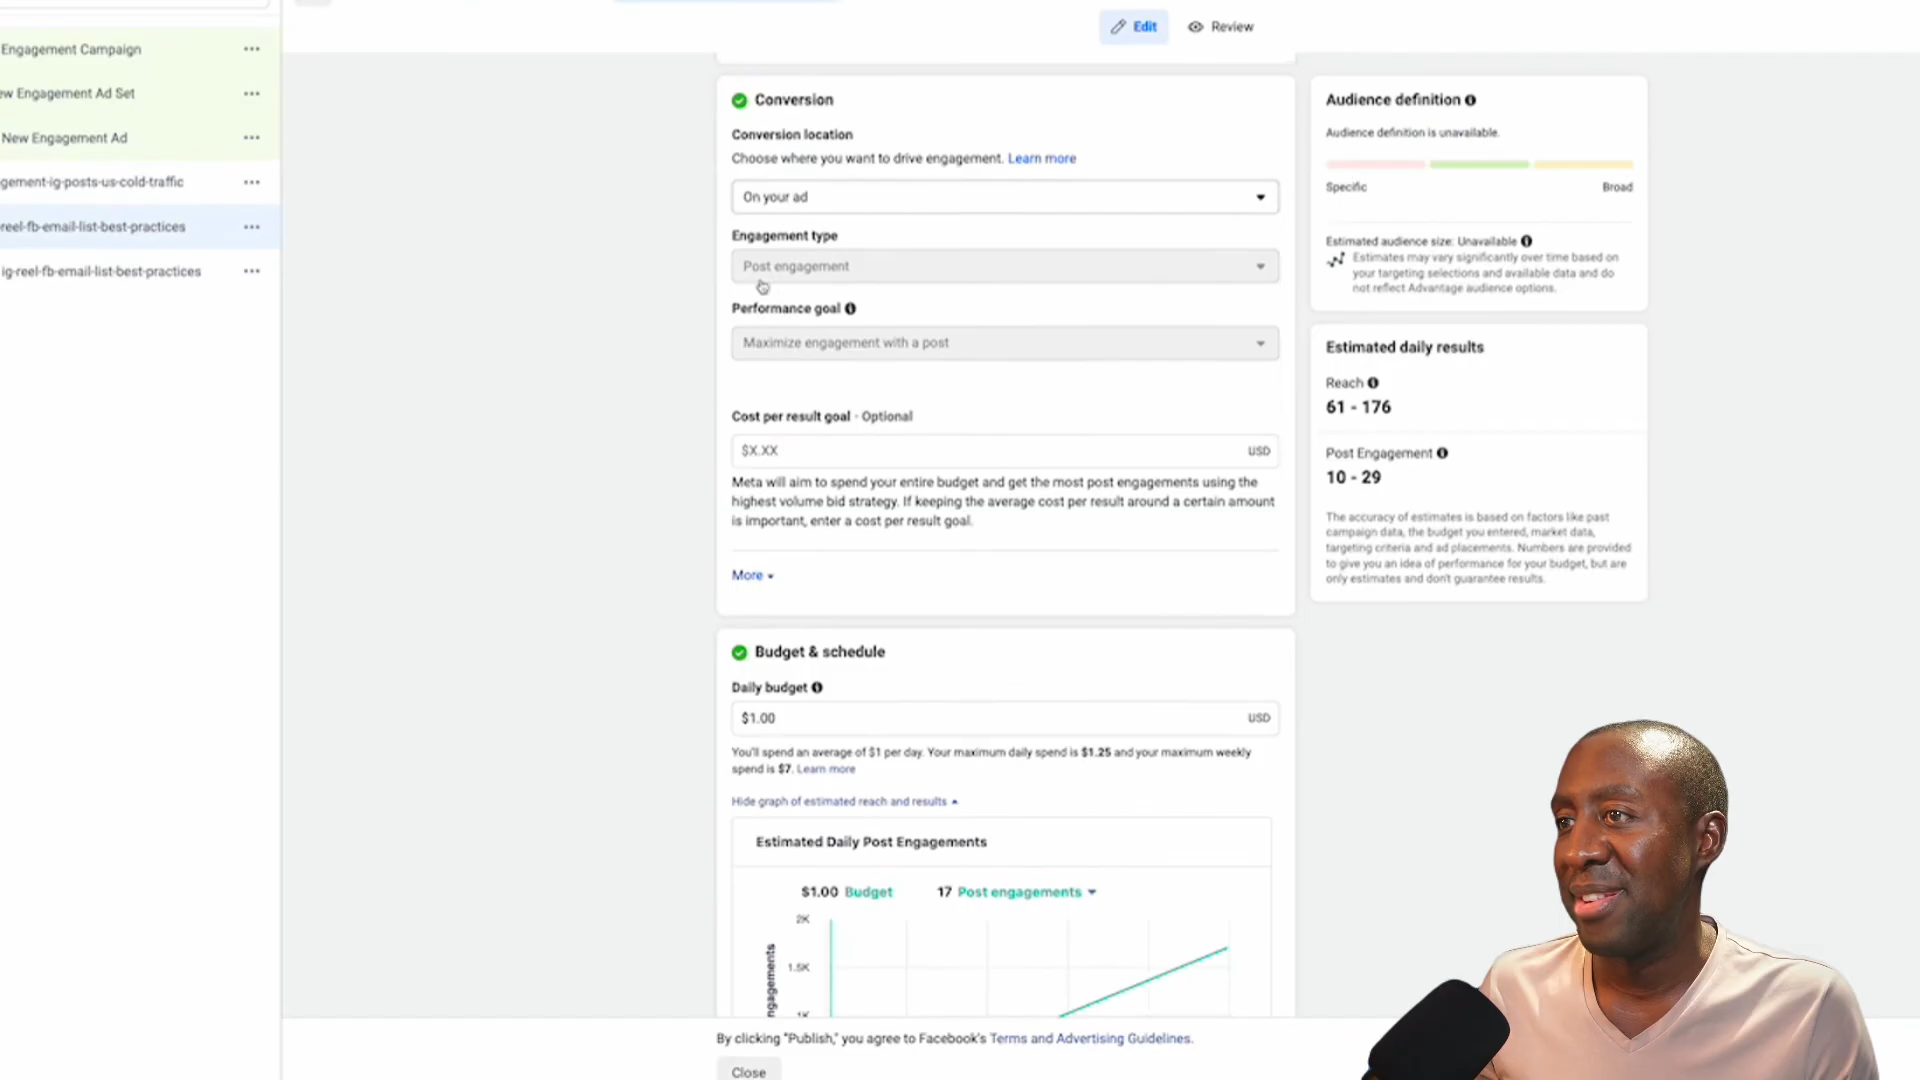 Edit
Review
Engagement Campaign
Engagement Ad Set
New Engagement Ad
gement-ig-posts-us-cold-traffic
reel-fb-email-list-best-practices
ig-reel-fb-email-list-best-practices
Conversion
Conversion location
Choose where you want to drive engagement. Learn more
On your ad
Engagement type
Post engagement
Performance goal
Maximize engagement with a post
Cost per result goal · Optional
$X.XX USD
Meta will aim to spend your entire budget and get the most post engagements using the
highest volume bid strategy. If keeping the average cost per result around a certain amount
is important, enter a cost per result goal.
More
Budget & schedule
Daily budget
$1.00 USD
You'll spend an average of $1 per day. Your maximum daily spend is $1.25 and your maximum weekly
spend is $7. Learn more
Hide graph of estimated reach and results
Estimated Daily Post Engagements
$1.00 Budget 17 Post engagements
2K
1.5K
1K
ngagements
By clicking "Publish," you agree to Facebook's Terms and Advertising Guidelines.
Close
Audience definition
Audience definition is unavailable.
Specific Broad
Estimated audience size: Unavailable
Estimates may vary significantly over time based on
your targeting selections and available data and do
not reflect Advantage audience options.
Estimated daily results
Reach
61 - 176
Post Engagement
10 - 29
The accuracy of estimates is based on factors like past
campaign data, the budget you entered, market data,
targeting criteria and ad placements. Numbers are provided
to give you an idea of performance for your budget, but are
only estimates and don't guarantee results.